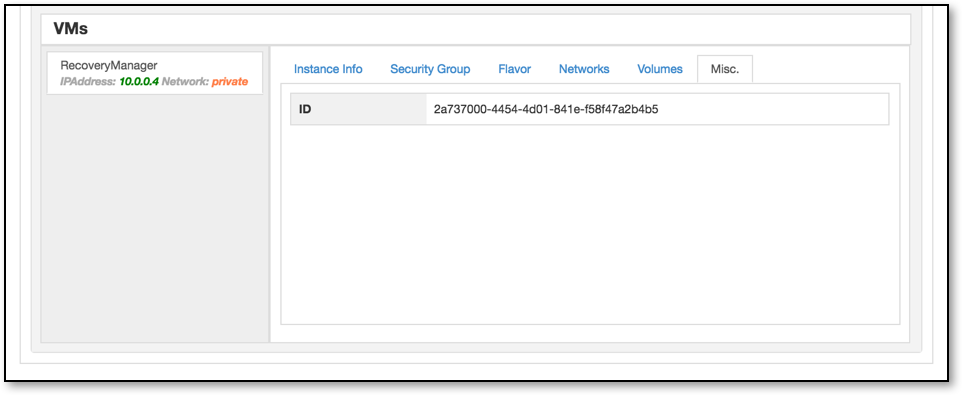 VMs
RecoveryManager
IPAddress: 10.0.0.4 Network: private
Instance Info Security Group Flavor Networks Volumes Misc.
ID 2a737000-4454-4d01-841e-f58f47a2b4b5